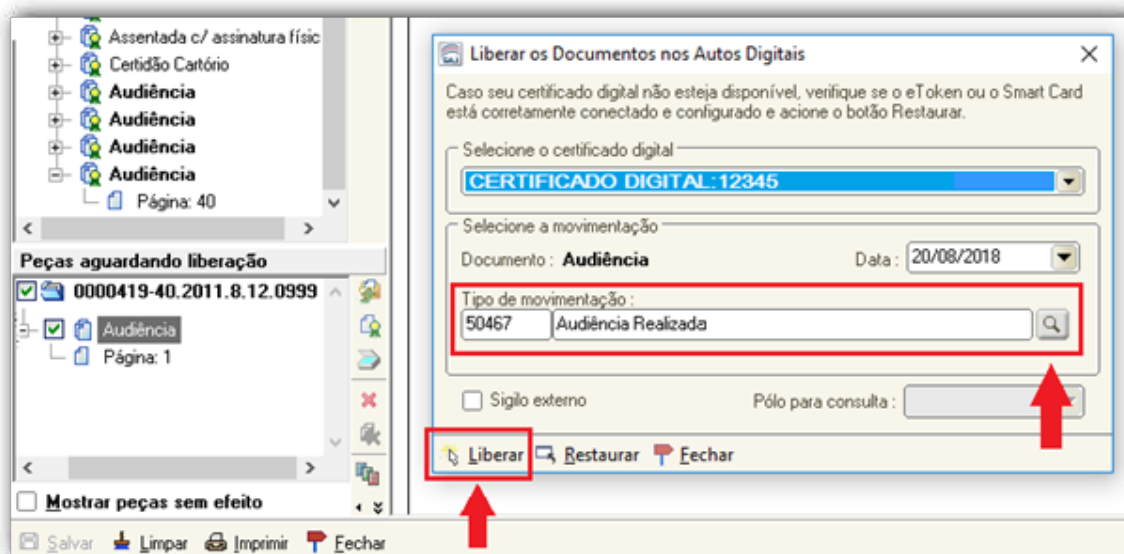 Assentada c/ assinatura físic
Certidão Cartório
Audiência
Audiência
Audiência
Audiência
Página: 40
Peças aguardando liberação
0000419-40.2011.8.12.0999
Audiência
Página: 1
Mostrar peças sem efeito
Salvar Limpar Imprimir Fechar
Liberar os Documentos nos Autos Digitais
Caso seu certificado digital não esteja disponível, verifique se o eToken ou o Smart Card
está corretamente conectado e configurado e acione o botão Restaurar.
Selecione o certificado digital
CERTIFICADO DIGITAL:12345
Selecione a movimentação
Documento : Audiência Data : 20/08/2018
Tipo de movimentação :
50467 Audiência Realizada
Sigilo externo Pólo para consulta :
Liberar Restaurar Fechar